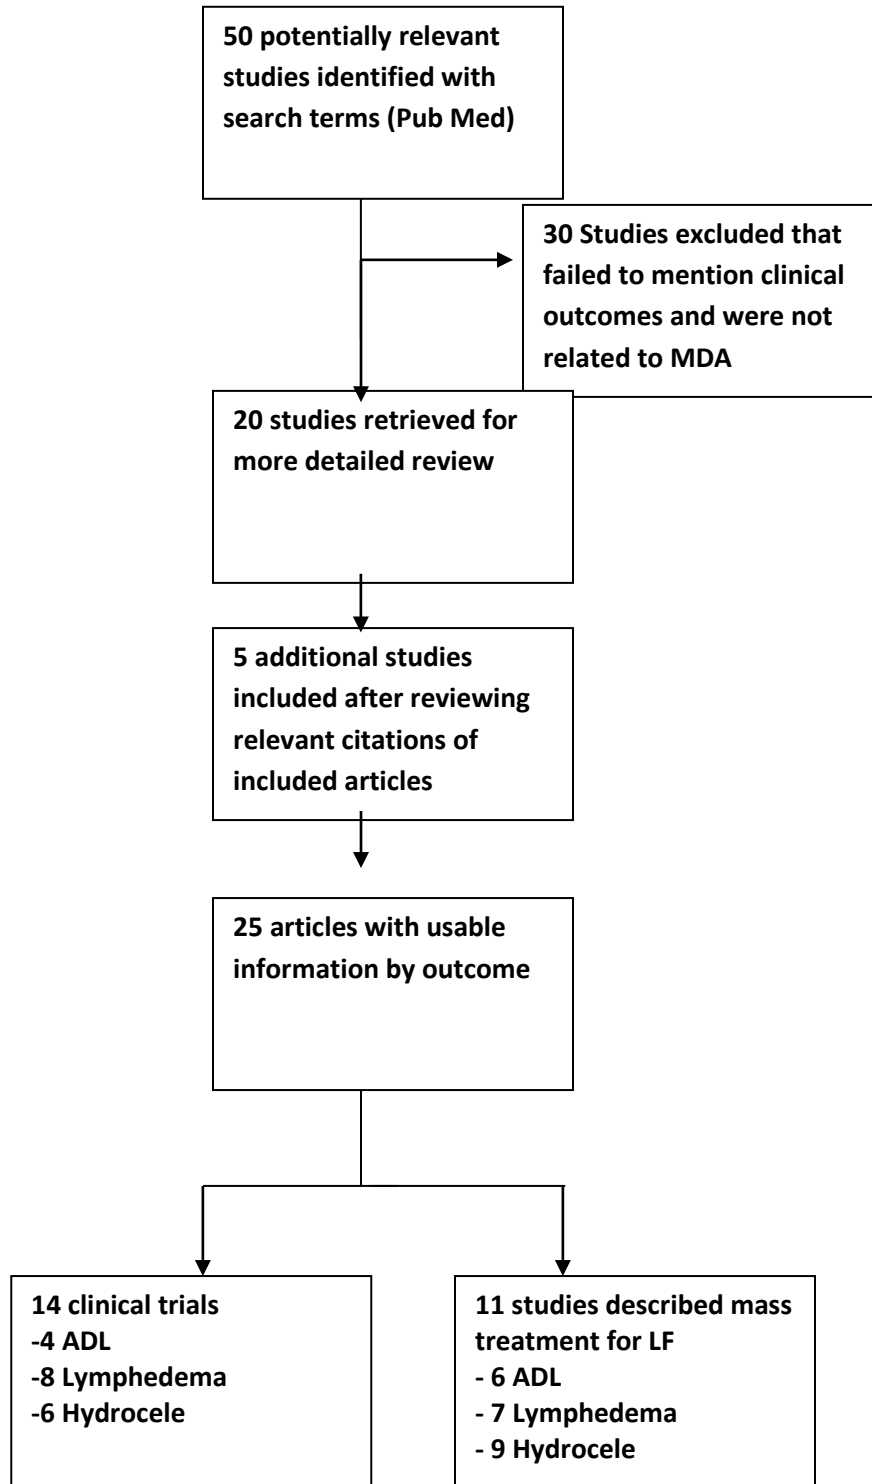 50 potentially relevant
studies identified with
search terms (Pub Med)
30 Studies excluded that
failed to mention clinical
outcomes and were not
related to MDA
20 studies retrieved for
more detailed review
5 additional studies
included after reviewing
relevant citations of
included articles
25 articles with usable
information by outcome
14 clinical trials
-4 ADL
-8 Lymphedema
-6 Hydrocele
11 studies described mass
treatment for LF
- 6 ADL
- 7 Lymphedema
- 9 Hydrocele